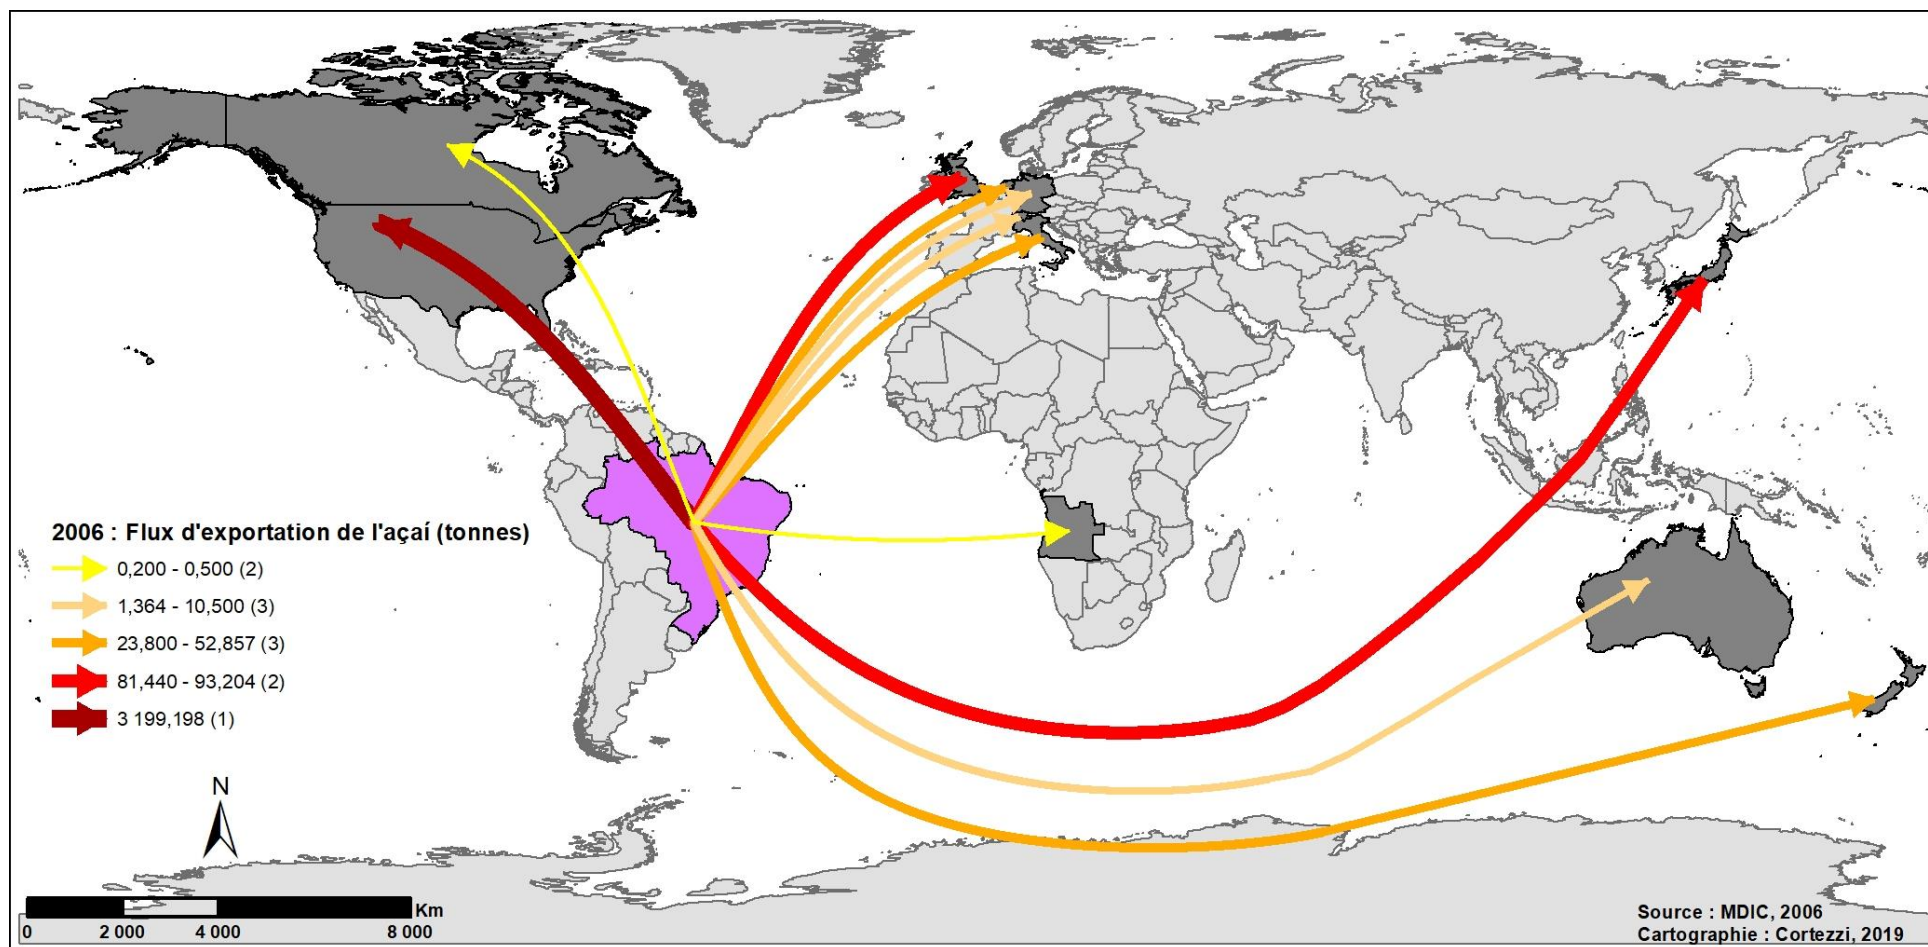 2006 : Flux d'exportation de l'açaí (tonnes)
0,200 - 0,500 (2)
1,364 - 10,500 (3)
23,800 - 52,857 (3)
81,440 - 93,204 (2)
3 199,198 (1)
N
Km
0 2 000 4 000 8 000
Source : MDIC, 2006
Cartographie : Cortezzi, 2019